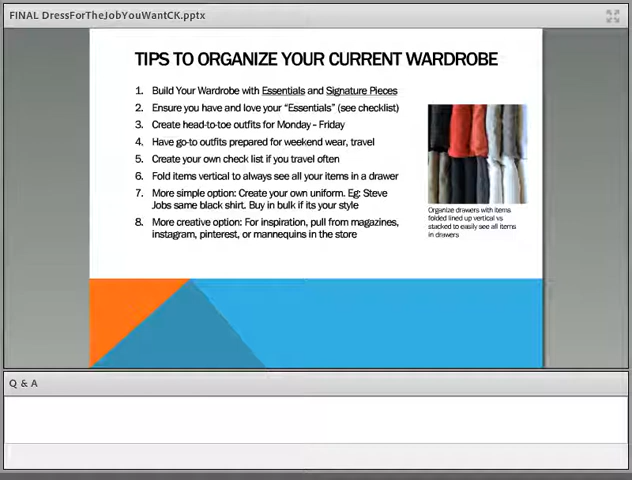 FINAL DressForTheJobYouWantCK.pptx
TIPS TO ORGANIZE YOUR CURRENT WARDROBE
1. Build Your Wardrobe with Essentials and Signature Pieces
2. Ensure you have and love your “Essentials” (see checklist)
3. Create head-to-toe outfits for Monday – Friday
4. Have go-to outfits prepared for weekend wear, travel
5. Create your own check list if you travel often
6. Fold items vertical to always see all your items in a drawer
7. More simple option: Create your own uniform. Eg: Steve
Jobs same black shirt. Buy in bulk if its your style
8. More creative option: For inspiration, pull from magazines,
instagram, pinterest, or mannequins in the store
Organize drawers with items
folded lined up vertical vs
stacked to easily see all items
in drawers
Q & A